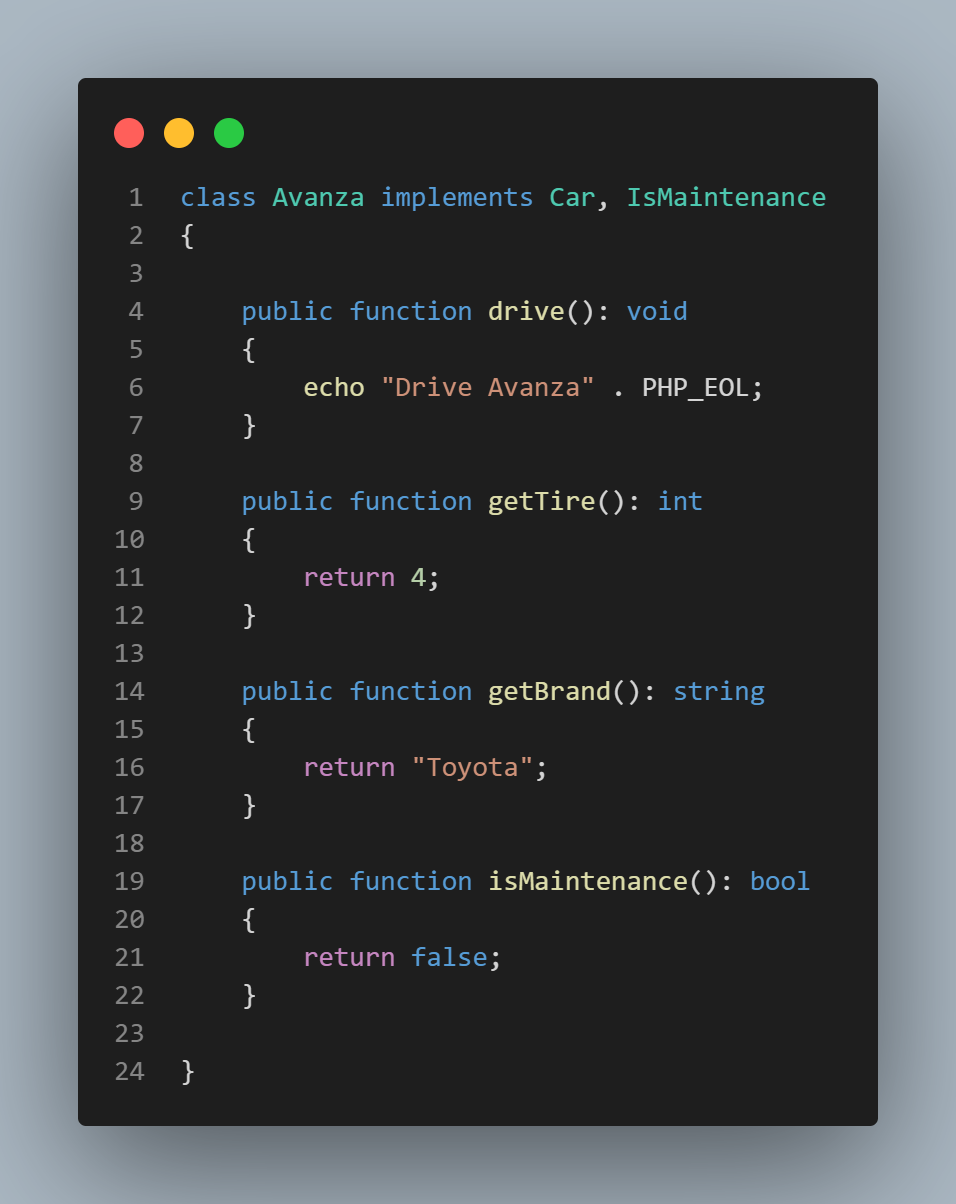 1 class Avanza implements Car, IsMaintenance
2 {
3
4     public function drive(): void
5     {
6         echo "Drive Avanza" . PHP_EOL;
7     }
8
9     public function getTire(): int
10     {
11         return 4;
12     }
13
14     public function getBrand(): string
15     {
16         return "Toyota";
17     }
18
19     public function isMaintenance(): bool
20     {
21         return false;
22     }
23
24 }